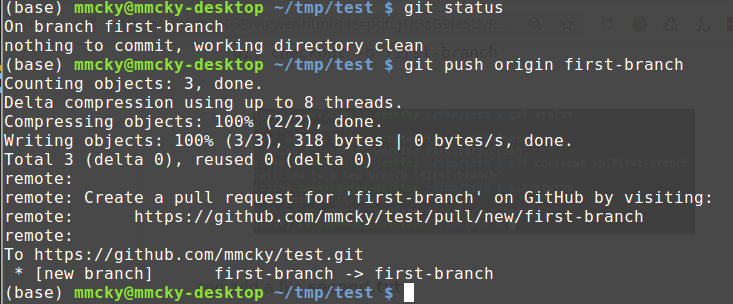 (base) mmcky@mmcky-desktop ~/tmp/test $ git status
On branch first-branch
nothing to commit, working directory clean
(base) mmcky@mmcky-desktop ~/tmp/test $ git push origin first-branch
Counting objects: 3, done.
Delta compression using up to 8 threads.
Compressing objects: 100% (2/2), done.
Writing objects: 100% (3/3), 318 bytes | 0 bytes/s, done.
Total 3 (delta 0), reused 0 (delta 0)
remote:
remote: Create a pull request for 'first-branch' on GitHub by visiting:
remote:      https://github.com/mmcky/test/pull/new/first-branch
remote:
To https://github.com/mmcky/test.git
 * [new branch]      first-branch -> first-branch
(base) mmcky@mmcky-desktop ~/tmp/test $